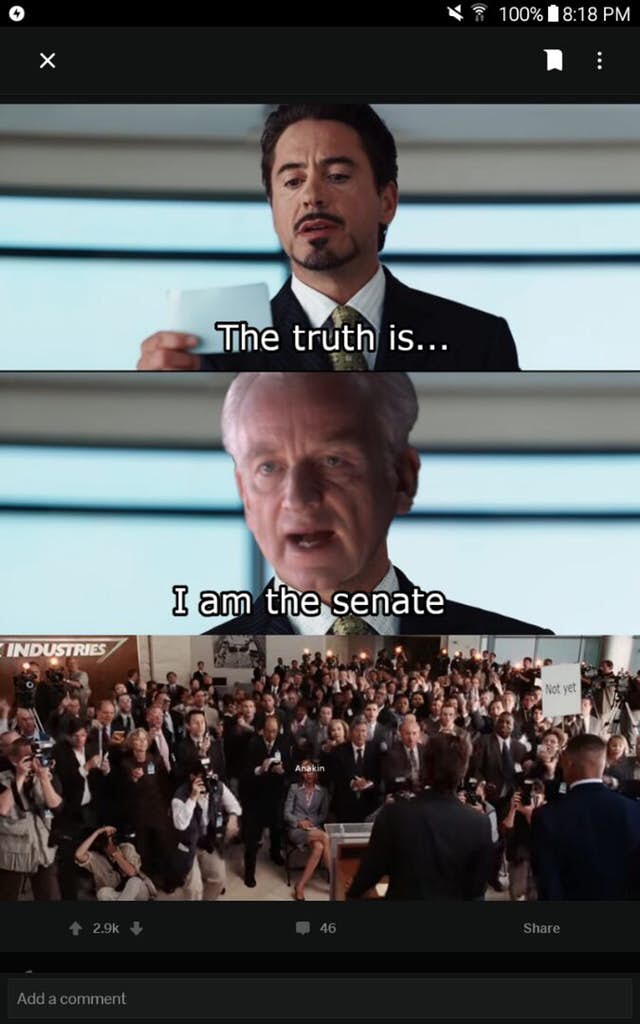 100% 8:18 PM
The truth is...
I am the senate
INDUSTRIES
Not yet
Anakin
2.9k
46
Share
Add a comment